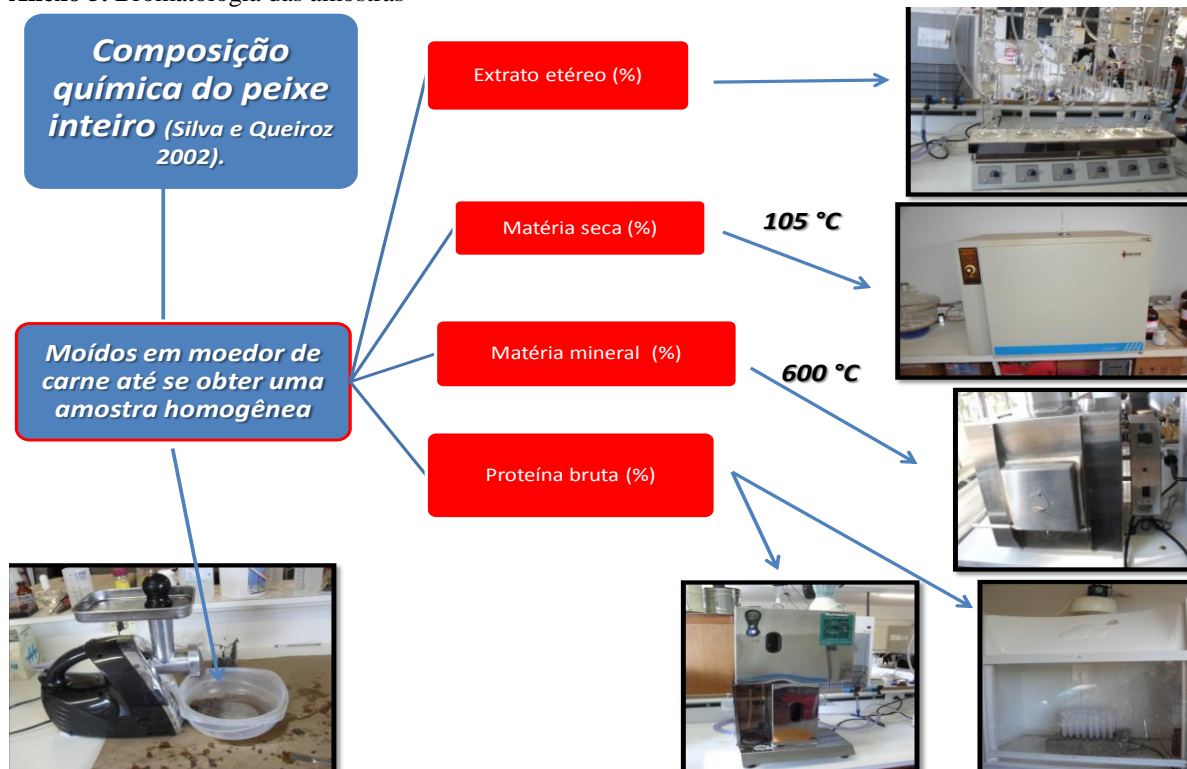 Composição
química do peixe
inteiro (Silva e Queiroz
2002).
Extrato etéreo (%)
Matéria seca (%)
105 °C
Moídos em moedor de
carne até se obter uma
amostra homogênea
Matéria mineral (%)
600 °C
Proteína bruta (%)